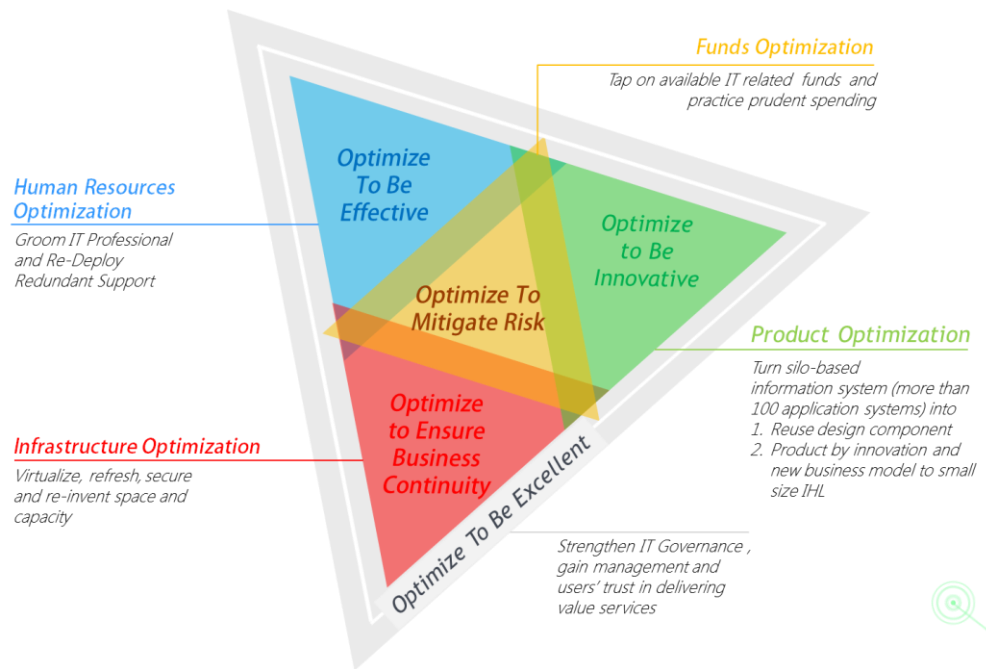 Funds Optimization
Tap on available IT related funds and
practice prudent spending
Optimize
To Be
Effective
Human Resources
Optimization
Groom IT Professional
and Re-Deploy
Redundant Support
Optimize
to Be
Innovative
Optimize To
Mitigate Risk
Product Optimization
Turn silo-based
information system (more than
100 application systems) into
1. Reuse design component
2. Product by innovation and
new business model to small
size IHL
Optimize
to Ensure
Business
Continuity
Infrastructure Optimization
Virtualize, refresh, secure
and re-invent space and
capacity
Optimize To Be Excellent
Strengthen IT Governance ,
gain management and
users' trust in delivering
value services